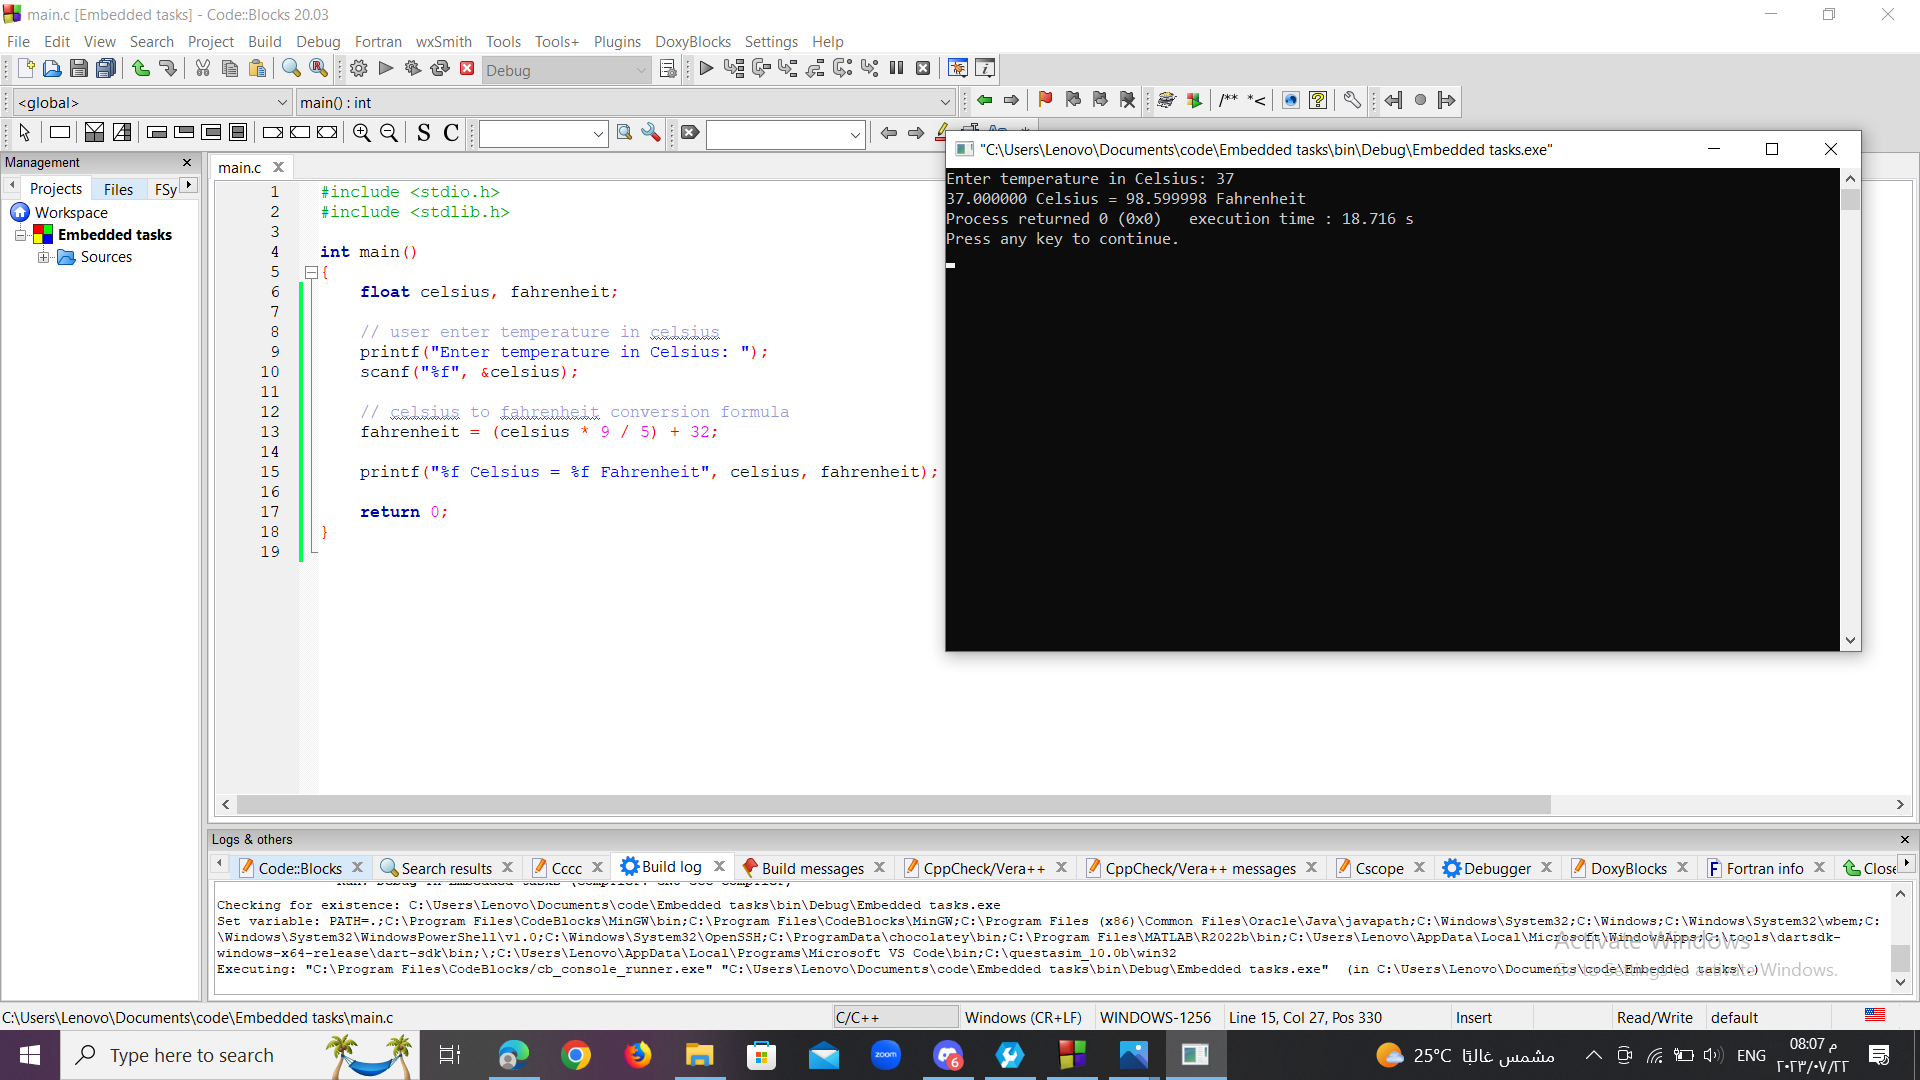 main.c [Embedded tasks] - Code::Blocks 20.03
File Edit View Search Project Build Debug Fortran wxSmith Tools Tools+ Plugins DoxyBlocks Settings Help
Debug
<global> main() : int
/** *<
S C
Management
Projects Files FSy
Workspace
Embedded tasks
Sources
main.c
1 #include <stdio.h>
2 #include <stdlib.h>
3
4 int main()
5 {
6 float celsius, fahrenheit;
7
8 // user enter temperature in celsius
9 printf("Enter temperature in Celsius: ");
10 scanf("%f", &celsius);
11
12 // celsius to fahrenheit conversion formula
13 fahrenheit = (celsius * 9 / 5) + 32;
14
15 printf("%f Celsius = %f Fahrenheit", celsius, fahrenheit);
16
17 return 0;
18 }
19
"C:\Users\Lenovo\Documents\code\Embedded tasks\bin\Debug\Embedded tasks.exe"
Enter temperature in Celsius: 37
37.000000 Celsius = 98.599998 Fahrenheit
Process returned 0 (0x0)   execution time : 18.716 s
Press any key to continue.
Logs & others
Code::Blocks Search results Cccc Build log Build messages CppCheck/Vera++ CppCheck/Vera++ messages Cscope Debugger DoxyBlocks Fortran info Close
Checking for existence: C:\Users\Lenovo\Documents\code\Embedded tasks\bin\Debug\Embedded tasks.exe
Set variable: PATH=.;C:\Program Files\CodeBlocks\MinGW\bin;C:\Program Files\CodeBlocks\MinGW;C:\Program Files (x86)\Common Files\Oracle\Java\javapath;C:\Windows\System32;C:\Windows;C:\Windows\System32\wbem;C:
\Windows\System32\WindowsPowerShell\v1.0;C:\Windows\System32\OpenSSH;C:\ProgramData\chocolatey\bin;C:\Program Files\MATLAB\R2022b\bin;C:\Users\Lenovo\AppData\Local\Microsoft\WindowsApps;C:\tools\dartsdk-
windows-x64-release\dart-sdk\bin;\;C:\Users\Lenovo\AppData\Local\Programs\Microsoft VS Code\bin;C:\questasim_10.0b\win32
Executing: "C:\Program Files\CodeBlocks/cb_console_runner.exe" "C:\Users\Lenovo\Documents\code\Embedded tasks\bin\Debug\Embedded tasks.exe"  (in C:\Users\Lenovo\Documents\code\Embedded tasks\.)
Activate Windows
Go to Settings to activate Windows.
C:\Users\Lenovo\Documents\code\Embedded tasks\main.c C/C++ Windows (CR+LF) WINDOWS-1256 Line 15, Col 27, Pos 330 Insert Read/Write default
Type here to search zoom 6 25°C مشمس غالبًا ENG 08:07 م
٢٠٢٣/٠٧/٢٢